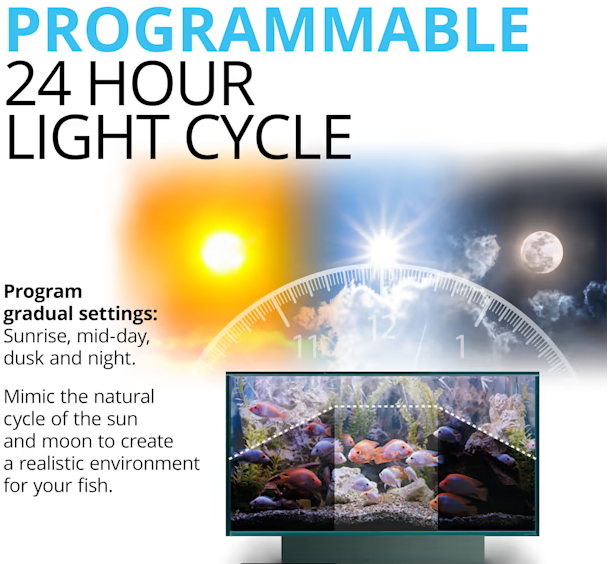 PROGRAMMABLE
24 HOUR
LIGHT CYCLE
11 12 1
Program
gradual settings:
Sunrise, mid-day,
dusk and night.
Mimic the natural
cycle of the sun
and moon to create
a realistic environment
for your fish.